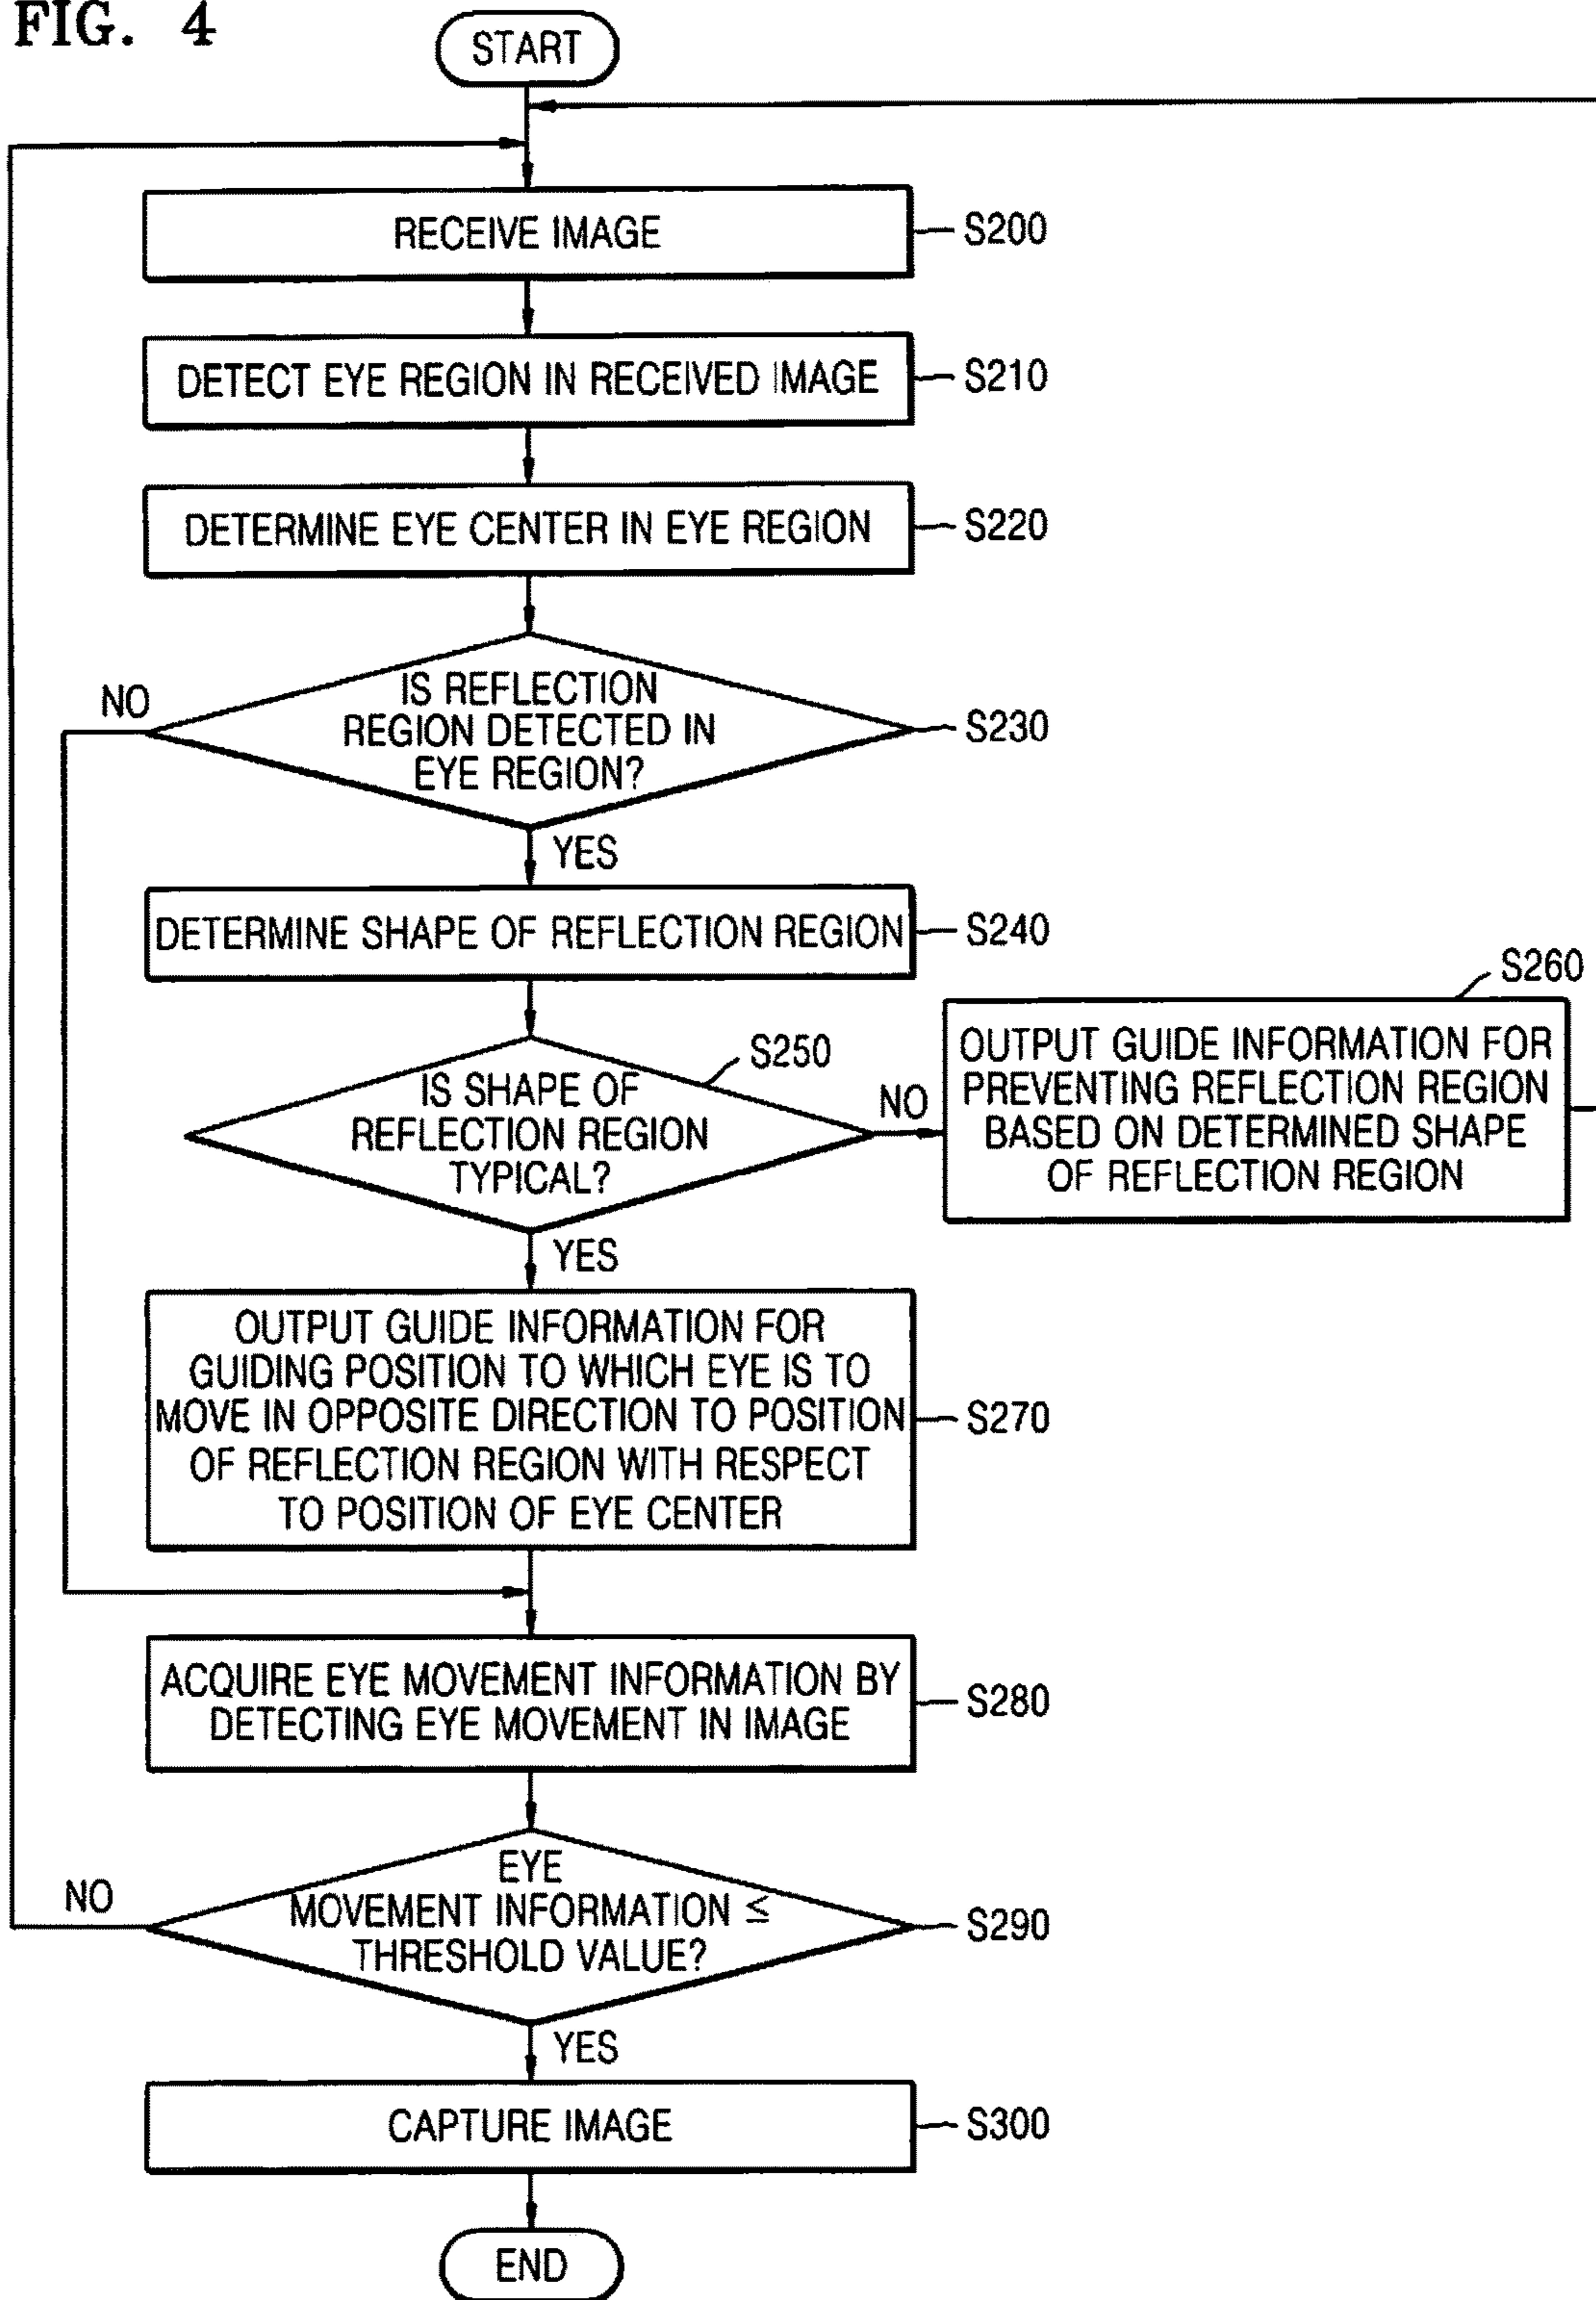 FIG. 4
START
RECEIVE IMAGE
S200
DETECT EYE REGION IN RECEIVED IMAGE
S210
DETERMINE EYE CENTER IN EYE REGION
S220
IS REFLECTION
REGION DETECTED IN
EYE REGION?
S230
NO
YES
DETERMINE SHAPE OF REFLECTION REGION
S240
IS SHAPE OF
REFLECTION REGION
TYPICAL?
S250
NO
YES
S260
OUTPUT GUIDE INFORMATION FOR
PREVENTING REFLECTION REGION
BASED ON DETERMINED SHAPE
OF REFLECTION REGION
OUTPUT GUIDE INFORMATION FOR
GUIDING POSITION TO WHICH EYE IS TO
MOVE IN OPPOSITE DIRECTION TO POSITION
OF REFLECTION REGION WITH RESPECT
TO POSITION OF EYE CENTER
S270
ACQUIRE EYE MOVEMENT INFORMATION BY
DETECTING EYE MOVEMENT IN IMAGE
S280
EYE
MOVEMENT INFORMATION ≤
THRESHOLD VALUE?
S290
NO
YES
CAPTURE IMAGE
S300
END